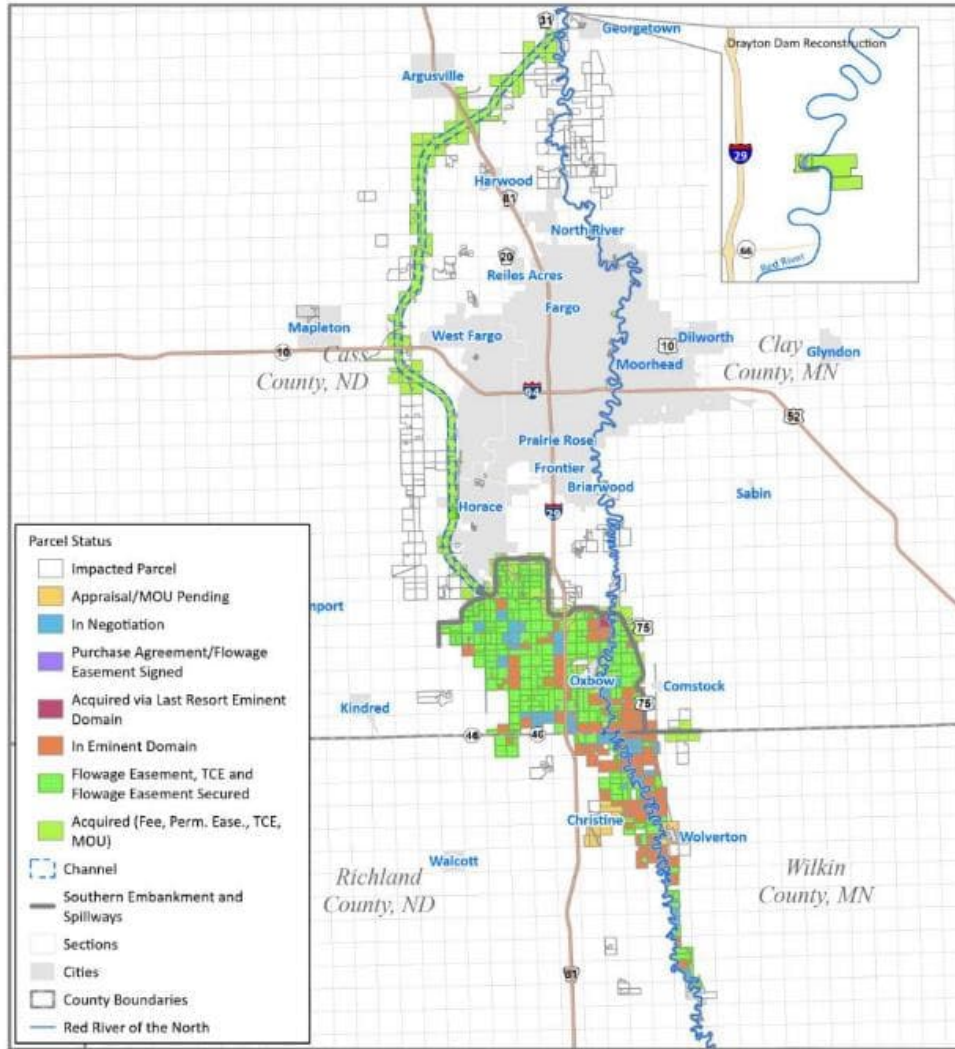 31
Georgetown
Drayton Dam Reconstruction
Argusville
29
Harwood
81
North River
20
Reiles Acres
66
Red River
Fargo
Mapleton
West Fargo
Dilworth
10
10
Cass
County, ND
Moorhead
Clay
County, MN
Glyndon
94
52
Prairie Rose
Frontier
Briarwood
Sabin
Horace
29
Parcel Status
Impacted Parcel
Appraisal/MOU Pending
In Negotiation
Purchase Agreement/Flowage
Easement Signed
Acquired via Last Resort Eminent
Domain
In Eminent Domain
Flowage Easement, TCE and
Flowage Easement Secured
Acquired (Fee, Perm. Ease., TCE,
MOU)
Channel
Southern Embankment and
Spillways
Sections
Cities
County Boundaries
Red River of the North
nport
75
Oxbow
Comstock
75
Kindred
46
46
Christine
Wolverton
Walcott
Richland
County, ND
Wilkin
County, MN
81